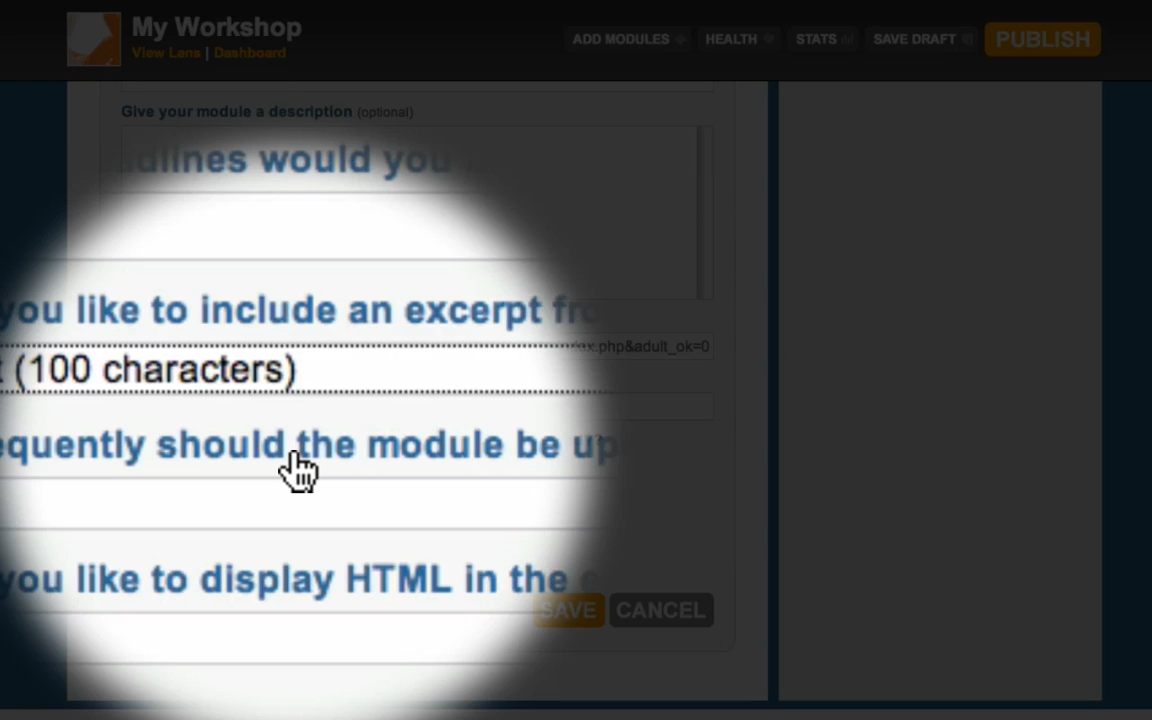 My Workshop
View Lens | Dashboard
ADD MODULES
HEALTH
STATS
SAVE DRAFT
PUBLISH
Give your module a description (optional)
dlines would you
you like to include an excerpt fro
(100 characters)
ex.php&adult_ok=0
equently should the module be up
you like to display HTML in the
SAVE
CANCEL